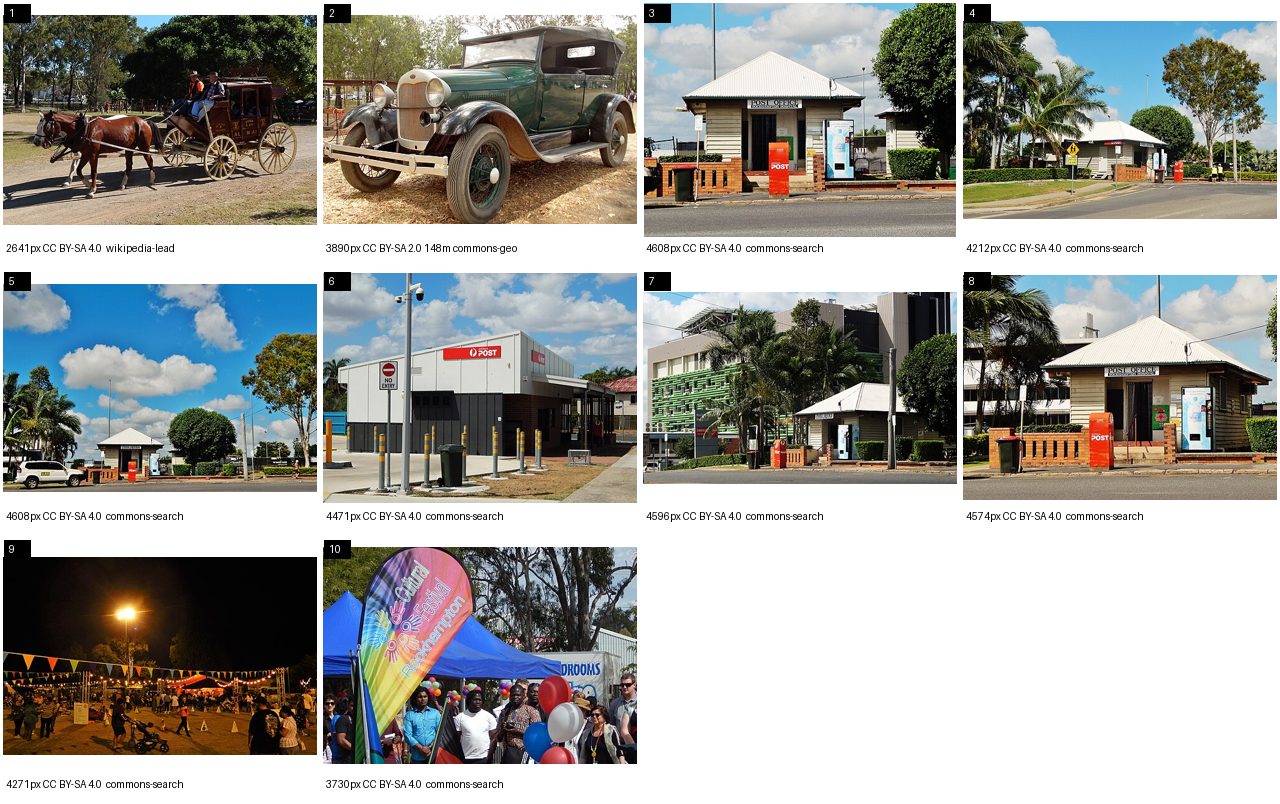 1
2
3
4
POST OFFICE
POST
2641px CC BY-SA 4.0 wikipedia-lead
3890px CC BY-SA 2.0 148m commons-geo
4608px CC BY-SA 4.0 commons-search
4212px CC BY-SA 4.0 commons-search
5
6
7
8
POST
NO
ENTRY
POST OFFICE
POST
4608px CC BY-SA 4.0 commons-search
4471px CC BY-SA 4.0 commons-search
4596px CC BY-SA 4.0 commons-search
4574px CC BY-SA 4.0 commons-search
9
10
Cultural
Festival
Rockhampton
DROOMS
4271px CC BY-SA 4.0 commons-search
3730px CC BY-SA 4.0 commons-search